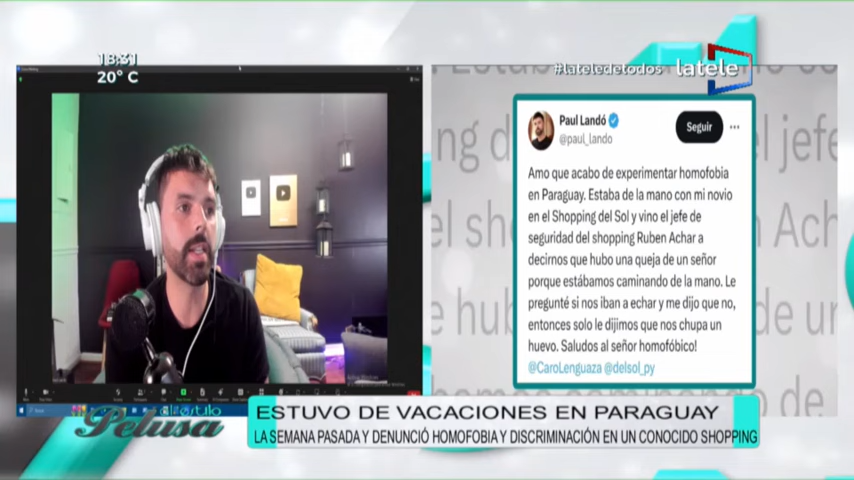 18:31
20° C
#lateledetodos latele
Paul Landó
@paul_lando
Seguir
Amo que acabo de experimentar homofobia
en Paraguay. Estaba de la mano con mi novio
en el Shopping del Sol y vino el jefe de
seguridad del shopping Ruben Achar a
decirnos que hubo una queja de un señor
porque estábamos caminando de la mano. Le
pregunté si nos iban a echar y me dijo que no,
entonces solo le dijimos que nos chupa un
huevo. Saludos al señor homofóbico!
@CaroLenguaza @delsol_py
al estulo
Pelusa
ESTUVO DE VACACIONES EN PARAGUAY
LA SEMANA PASADA Y DENUNCIÓ HOMOFOBIA Y DISCRIMINACIÓN EN UN CONOCIDO SHOPPING